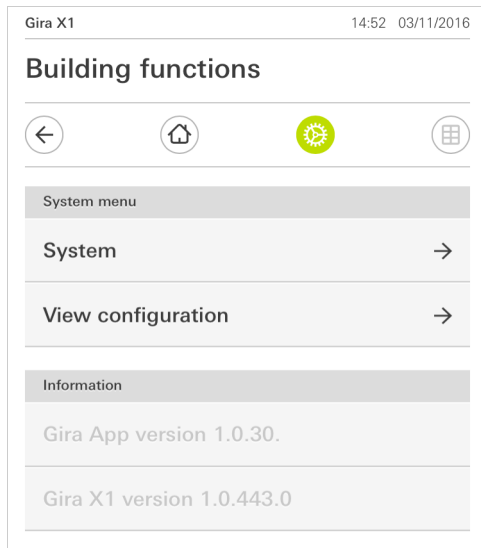 Gira X1 14:52 03/11/2016
Building functions
System menu
System
View configuration
Information
Gira App version 1.0.30.
Gira X1 version 1.0.443.0